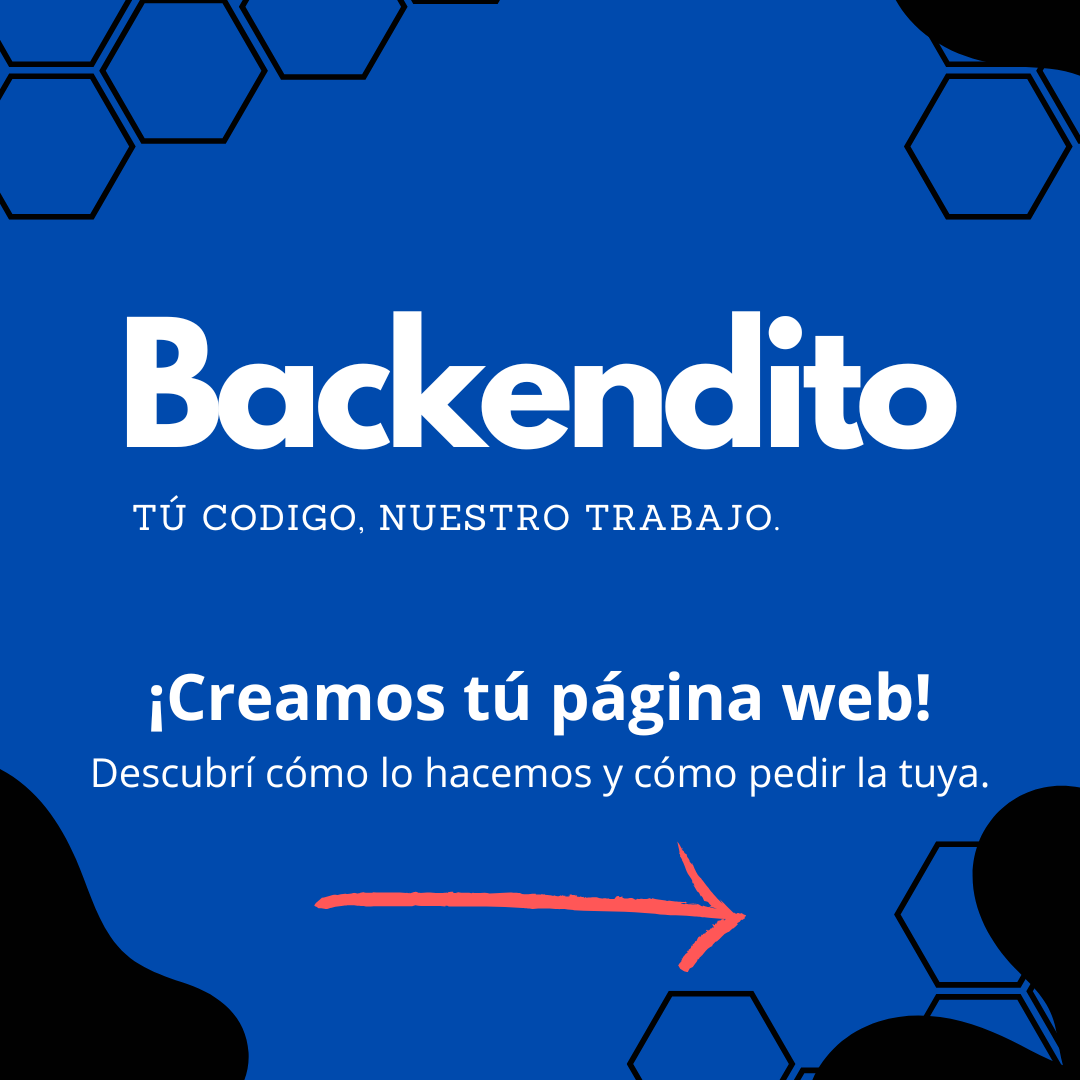 Backendito
TÚ CODIGO, NUESTRO TRABAJO.
¡Creamos tú página web!
Descubrí cómo lo hacemos y cómo pedir la tuya.